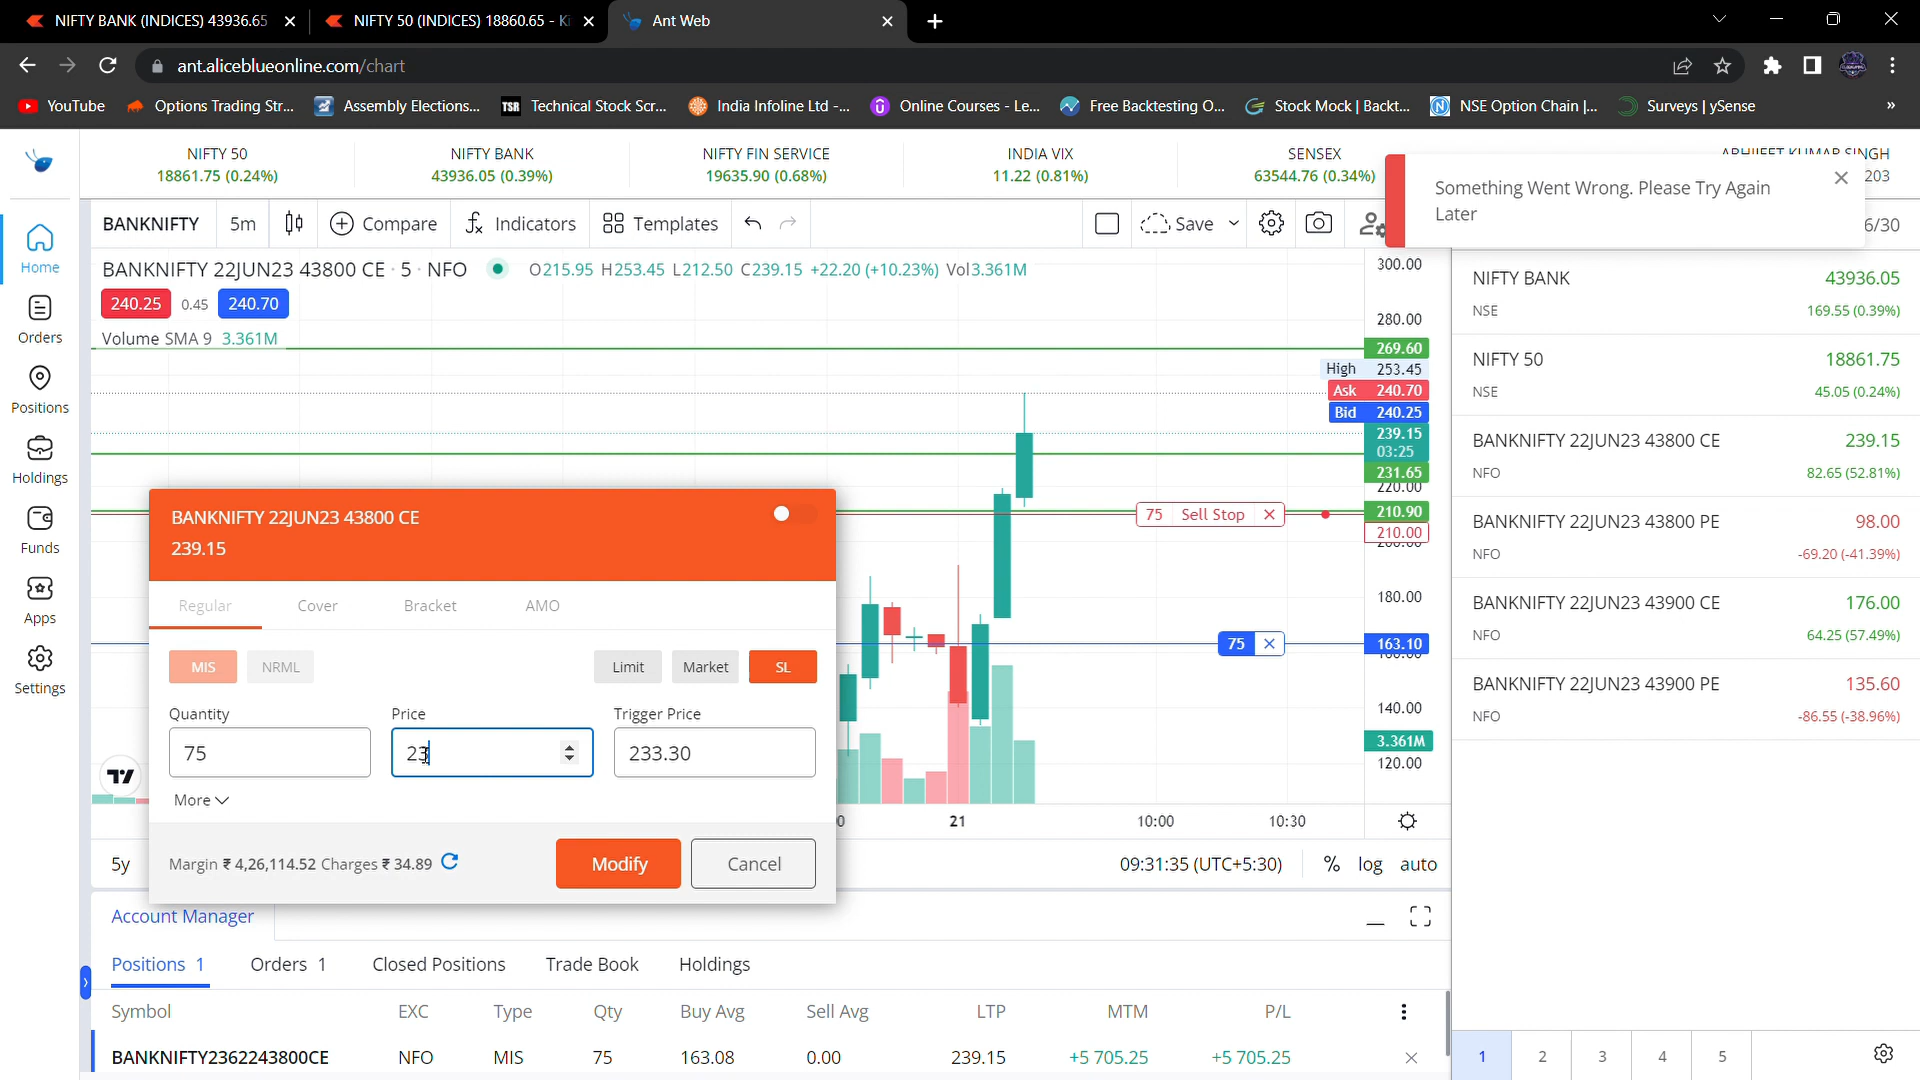 NIFTY BANK (INDICES) 43936.65
NIFTY 50 (INDICES) 18860.65 - Ki
Ant Web
ant.aliceblueonline.com/chart
YouTube
Options Trading Str...
Assembly Elections...
TSR Technical Stock Scr...
India Infoline Ltd -...
Online Courses - Le...
Free Backtesting O...
Stock Mock | Backt...
NSE Option Chain |...
Surveys | ySense
»
NIFTY 50
18861.75 (0.24%)
NIFTY BANK
43936.05 (0.39%)
NIFTY FIN SERVICE
19635.90 (0.68%)
INDIA VIX
11.22 (0.81%)
SENSEX
63544.76 (0.34%)
ABHIJEET KUMAR SINGH
203
Something Went Wrong. Please Try Again
Later
Home
Orders
Positions
Holdings
Funds
Apps
Settings
BANKNIFTY
5m
Compare
Indicators
Templates
Save
6/30
BANKNIFTY 22JUN23 43800 CE · 5 · NFO
O215.95 H253.45 L212.50 C239.15 +22.20 (+10.23%) Vol3.361M
240.25
0.45
240.70
Volume SMA 9 3.361M
300.00
280.00
269.60
High 253.45
Ask 240.70
Bid 240.25
239.15
03:25
231.65
220.00
210.90
210.00
200.00
180.00
163.10
140.00
3.361M
120.00
75 Sell Stop
75
BANKNIFTY 22JUN23 43800 CE
239.15
Regular
Cover
Bracket
AMO
MIS
NRML
Limit
Market
SL
Quantity
Price
Trigger Price
75
23
233.30
More
Margin ₹ 4,26,114.52 Charges ₹ 34.89
Modify
Cancel
21
10:00
10:30
5y
09:31:35 (UTC+5:30)
%
log
auto
Account Manager
Positions 1
Orders 1
Closed Positions
Trade Book
Holdings
Symbol EXC Type Qty Buy Avg Sell Avg LTP MTM P/L
BANKNIFTY2362243800CE NFO MIS 75 163.08 0.00 239.15 +5 705.25 +5 705.25
NIFTY BANK 43936.05
NSE 169.55 (0.39%)
NIFTY 50 18861.75
NSE 45.05 (0.24%)
BANKNIFTY 22JUN23 43800 CE 239.15
NFO 82.65 (52.81%)
BANKNIFTY 22JUN23 43800 PE 98.00
NFO -69.20 (-41.39%)
BANKNIFTY 22JUN23 43900 CE 176.00
NFO 64.25 (57.49%)
BANKNIFTY 22JUN23 43900 PE 135.60
NFO -86.55 (-38.96%)
1 2 3 4 5